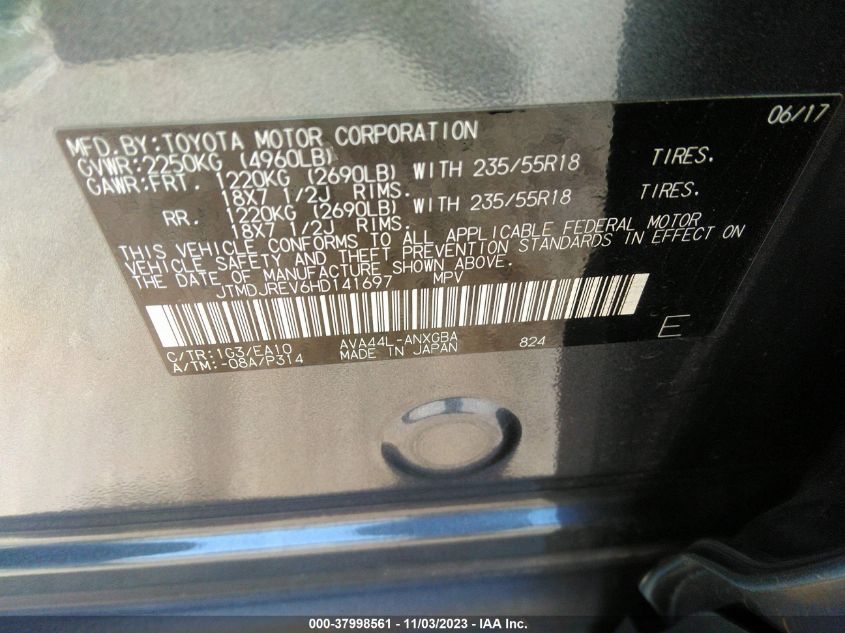 06/17
MFD. BY: TOYOTA MOTOR CORPORATION
GVWR: 2250KG (4960LB)
GAWR: FRT. 1220KG (2690LB) WITH 235/55R18 TIRES.
18X7 1/2J RIMS.
RR. 1220KG (2690LB) WITH 235/55R18 TIRES.
18X7 1/2J RIMS.
THIS VEHICLE CONFORMS TO ALL APPLICABLE FEDERAL MOTOR
VEHICLE SAFETY AND THEFT PREVENTION STANDARDS IN EFFECT ON
THE DATE OF MANUFACTURE SHOWN ABOVE.
JTMDJREV6HD141697 MPV
C/TR: 1G3/EA10 AVA44L-ANXGBA 824 E
A/TM: -08A/P314 MADE IN JAPAN
000-37998561 - 11/03/2023 - IAA Inc.